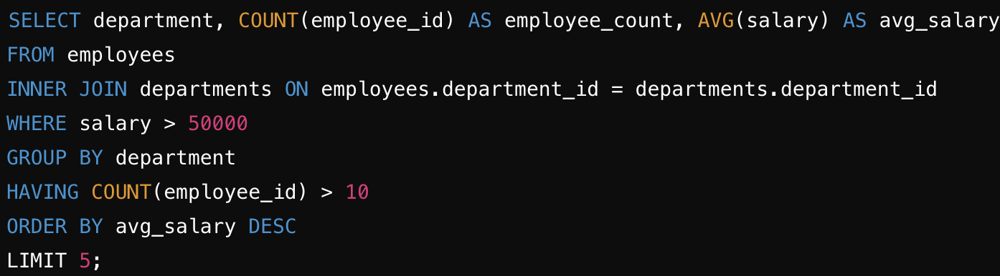 SELECT department, COUNT(employee_id) AS employee_count, AVG(salary) AS avg_salary
FROM employees
INNER JOIN departments ON employees.department_id = departments.department_id
WHERE salary > 50000
GROUP BY department
HAVING COUNT(employee_id) > 10
ORDER BY avg_salary DESC
LIMIT 5;